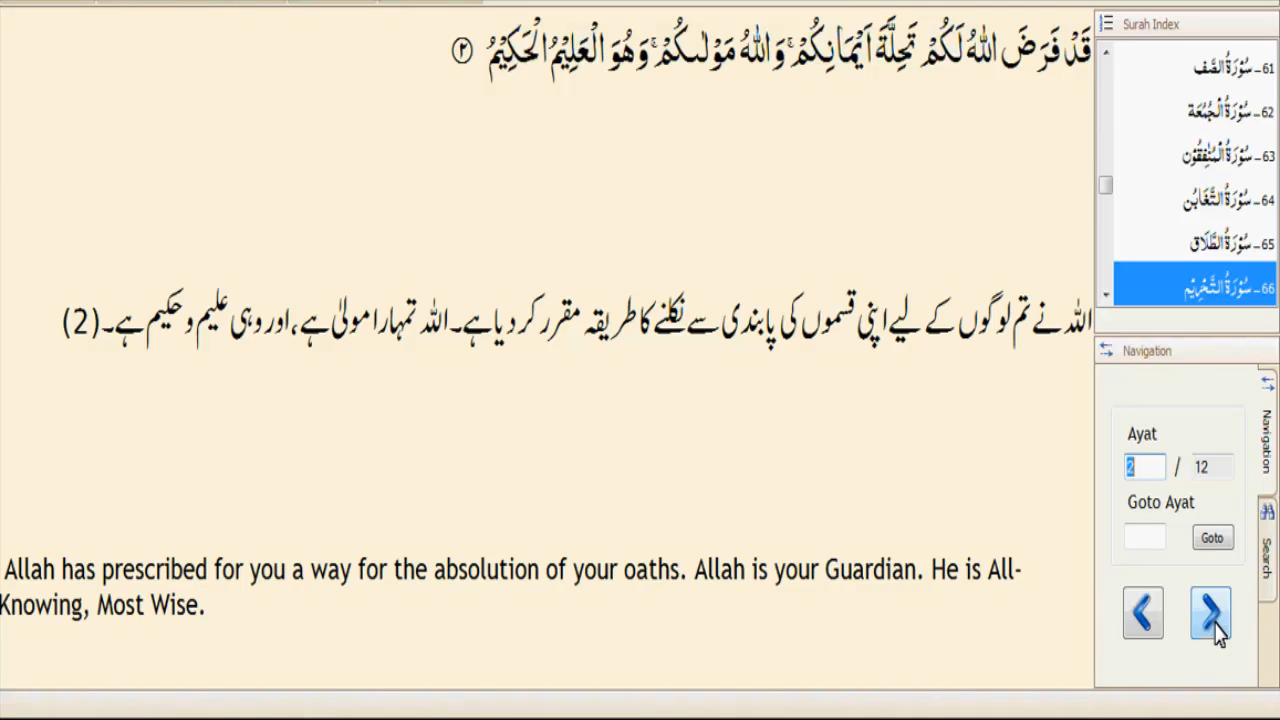 قَدْ فَرَضَ اللّٰهُ لَكُمْ تَحِلَّةَ اَيْمَانِكُمْ ۚ وَاللّٰهُ مَوْلٰىكُمْ ۚ وَهُوَ الْعَلِيْمُ الْحَكِيْمُ ﴿۲﴾
اللہ نے تم لوگوں کے لیے اپنی قسموں کی پابندی سے نکلنے کا طریقہ مقرر کر دیا ہے۔ اللہ تمہارا مولیٰ ہے، اور وہی علیم و حکیم ہے۔ (2)
Allah has prescribed for you a way for the absolution of your oaths. Allah is your Guardian. He is All-
Knowing, Most Wise.
Surah Index
61– سُوْرَةُ الصَّف
62– سُوْرَةُ الْجُمُعَة
63– سُوْرَةُ الْمُنٰفِقُوْن
64– سُوْرَةُ التَّغَابُن
65– سُوْرَةُ الطَّلَاق
66– سُوْرَةُ التَّحْرِيْم
Navigation
Ayat
2 / 12
Goto Ayat
Goto
Navigation
Search